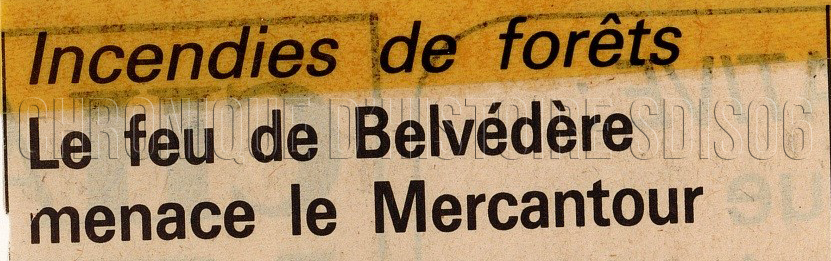 Incendies de forêts
CHRONIQUE D'HISTOIRE SDIS06
Le feu de Belvédère
menace le Mercantour